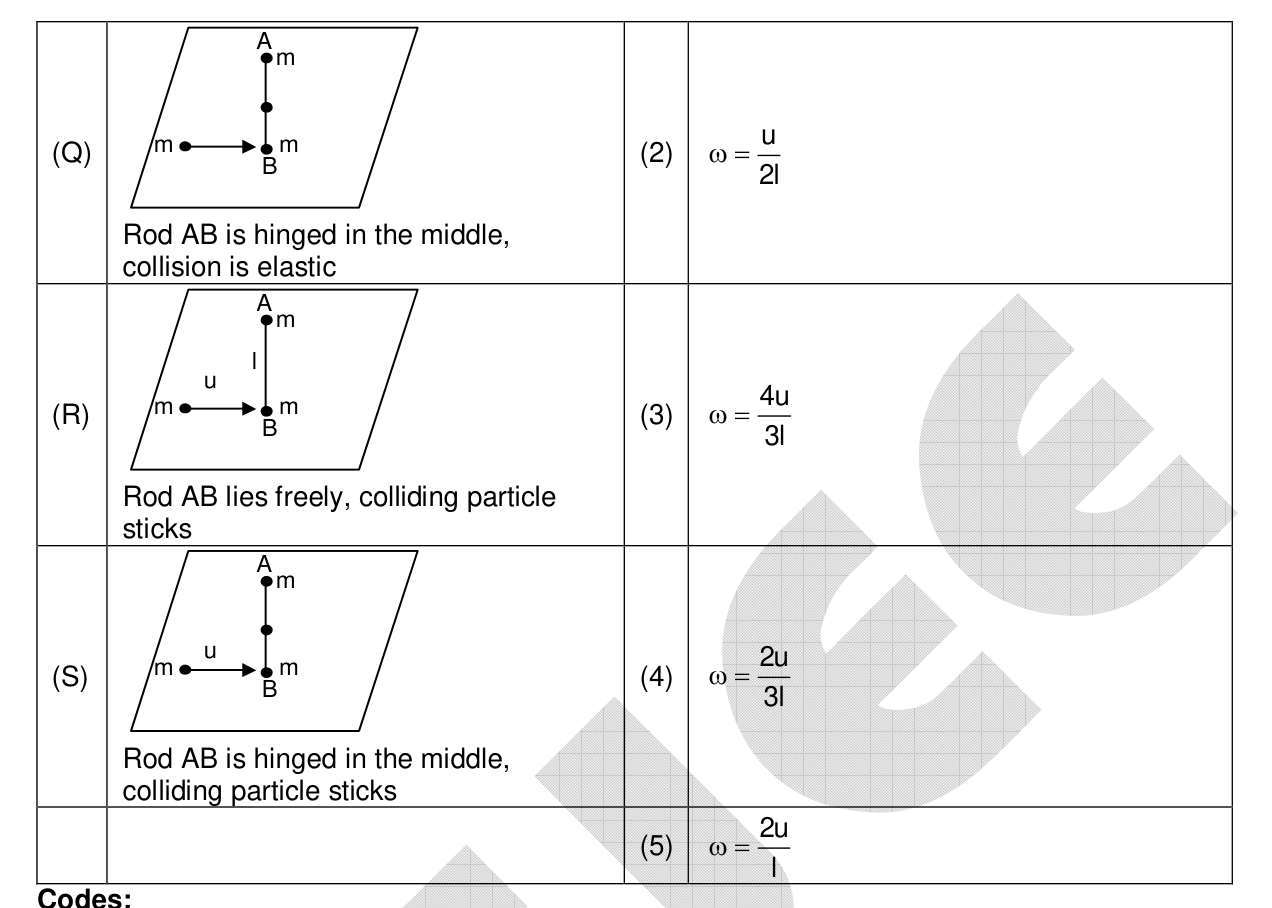 (Q)
A
m
m
m
B
Rod AB is hinged in the middle,
collision is elastic
(2)
ω = u/2l
(R)
A
m
l
u
m
m
B
Rod AB lies freely, colliding particle
sticks
(3)
ω = 4u/3l
(S)
A
m
u
m
m
B
Rod AB is hinged in the middle,
colliding particle sticks
(4)
ω = 2u/3l
(5)
ω = 2u/l
Codes: